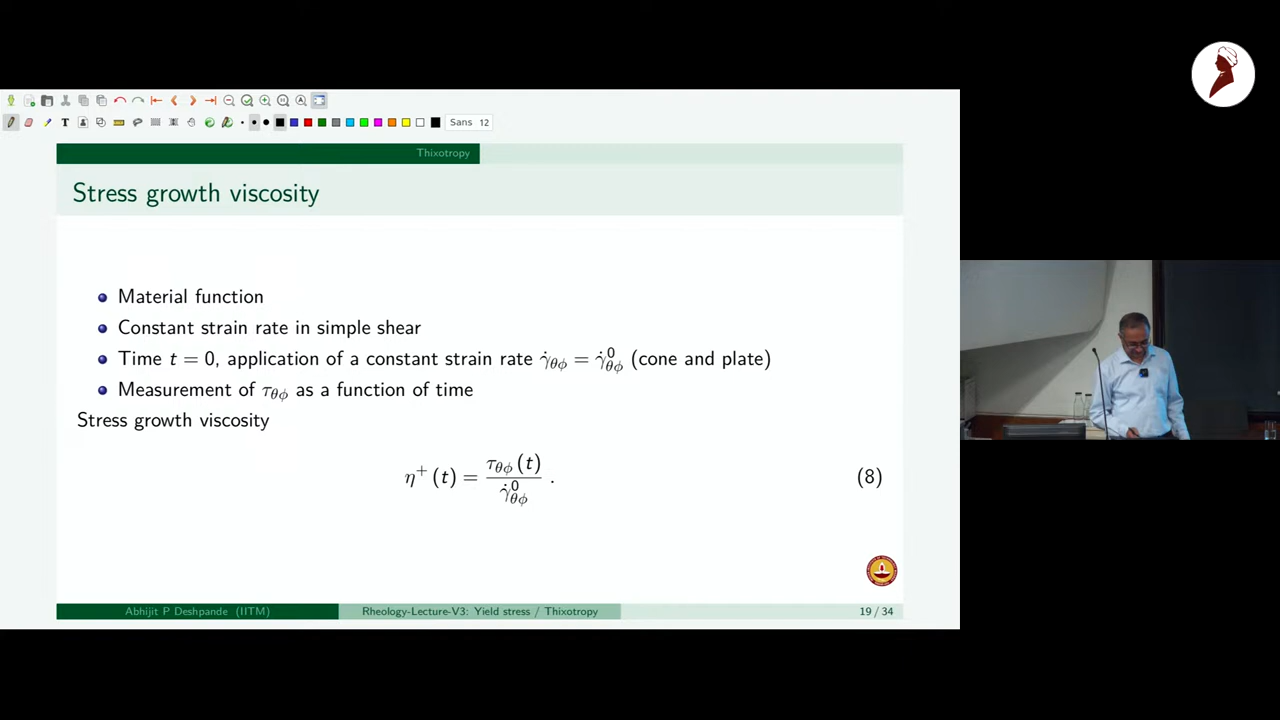 Sans 12
Thixotropy
Stress growth viscosity
Material function
Constant strain rate in simple shear
Time t = 0, application of a constant strain rate γ̇θφ = γ̇⁰θφ (cone and plate)
Measurement of τθφ as a function of time
Stress growth viscosity
η⁺ (t) = τθφ (t) / γ̇⁰θφ . (8)
Abhijit P Deshpande (IITM) Rheology-Lecture-V3: Yield stress / Thixotropy 19 / 34